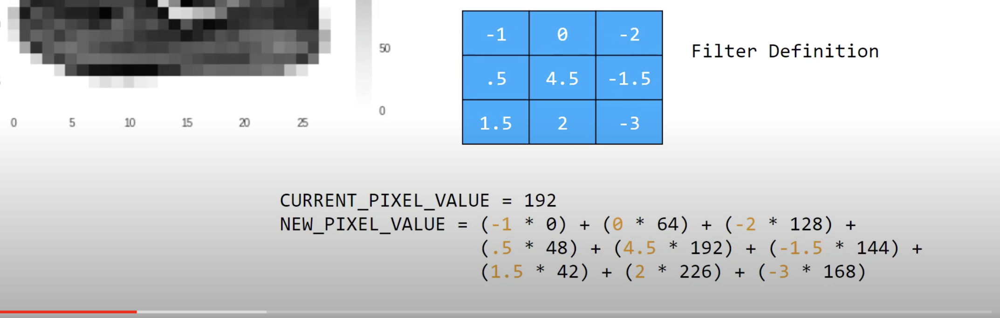 50
0
0 5 10 15 20 25
-1 0 -2
.5 4.5 -1.5
1.5 2 -3
Filter Definition
CURRENT_PIXEL_VALUE = 192
NEW_PIXEL_VALUE = (-1 * 0) + (0 * 64) + (-2 * 128) +
(.5 * 48) + (4.5 * 192) + (-1.5 * 144) +
(1.5 * 42) + (2 * 226) + (-3 * 168)